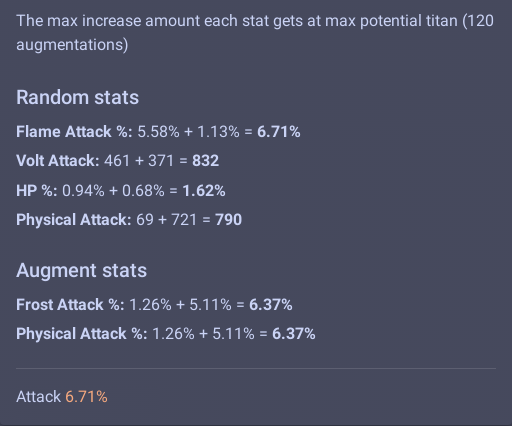 The max increase amount each stat gets at max potential titan (120
augmentations)
Random stats
Flame Attack %: 5.58% + 1.13% = 6.71%
Volt Attack: 461 + 371 = 832
HP %: 0.94% + 0.68% = 1.62%
Physical Attack: 69 + 721 = 790
Augment stats
Frost Attack %: 1.26% + 5.11% = 6.37%
Physical Attack %: 1.26% + 5.11% = 6.37%
Attack 6.71%